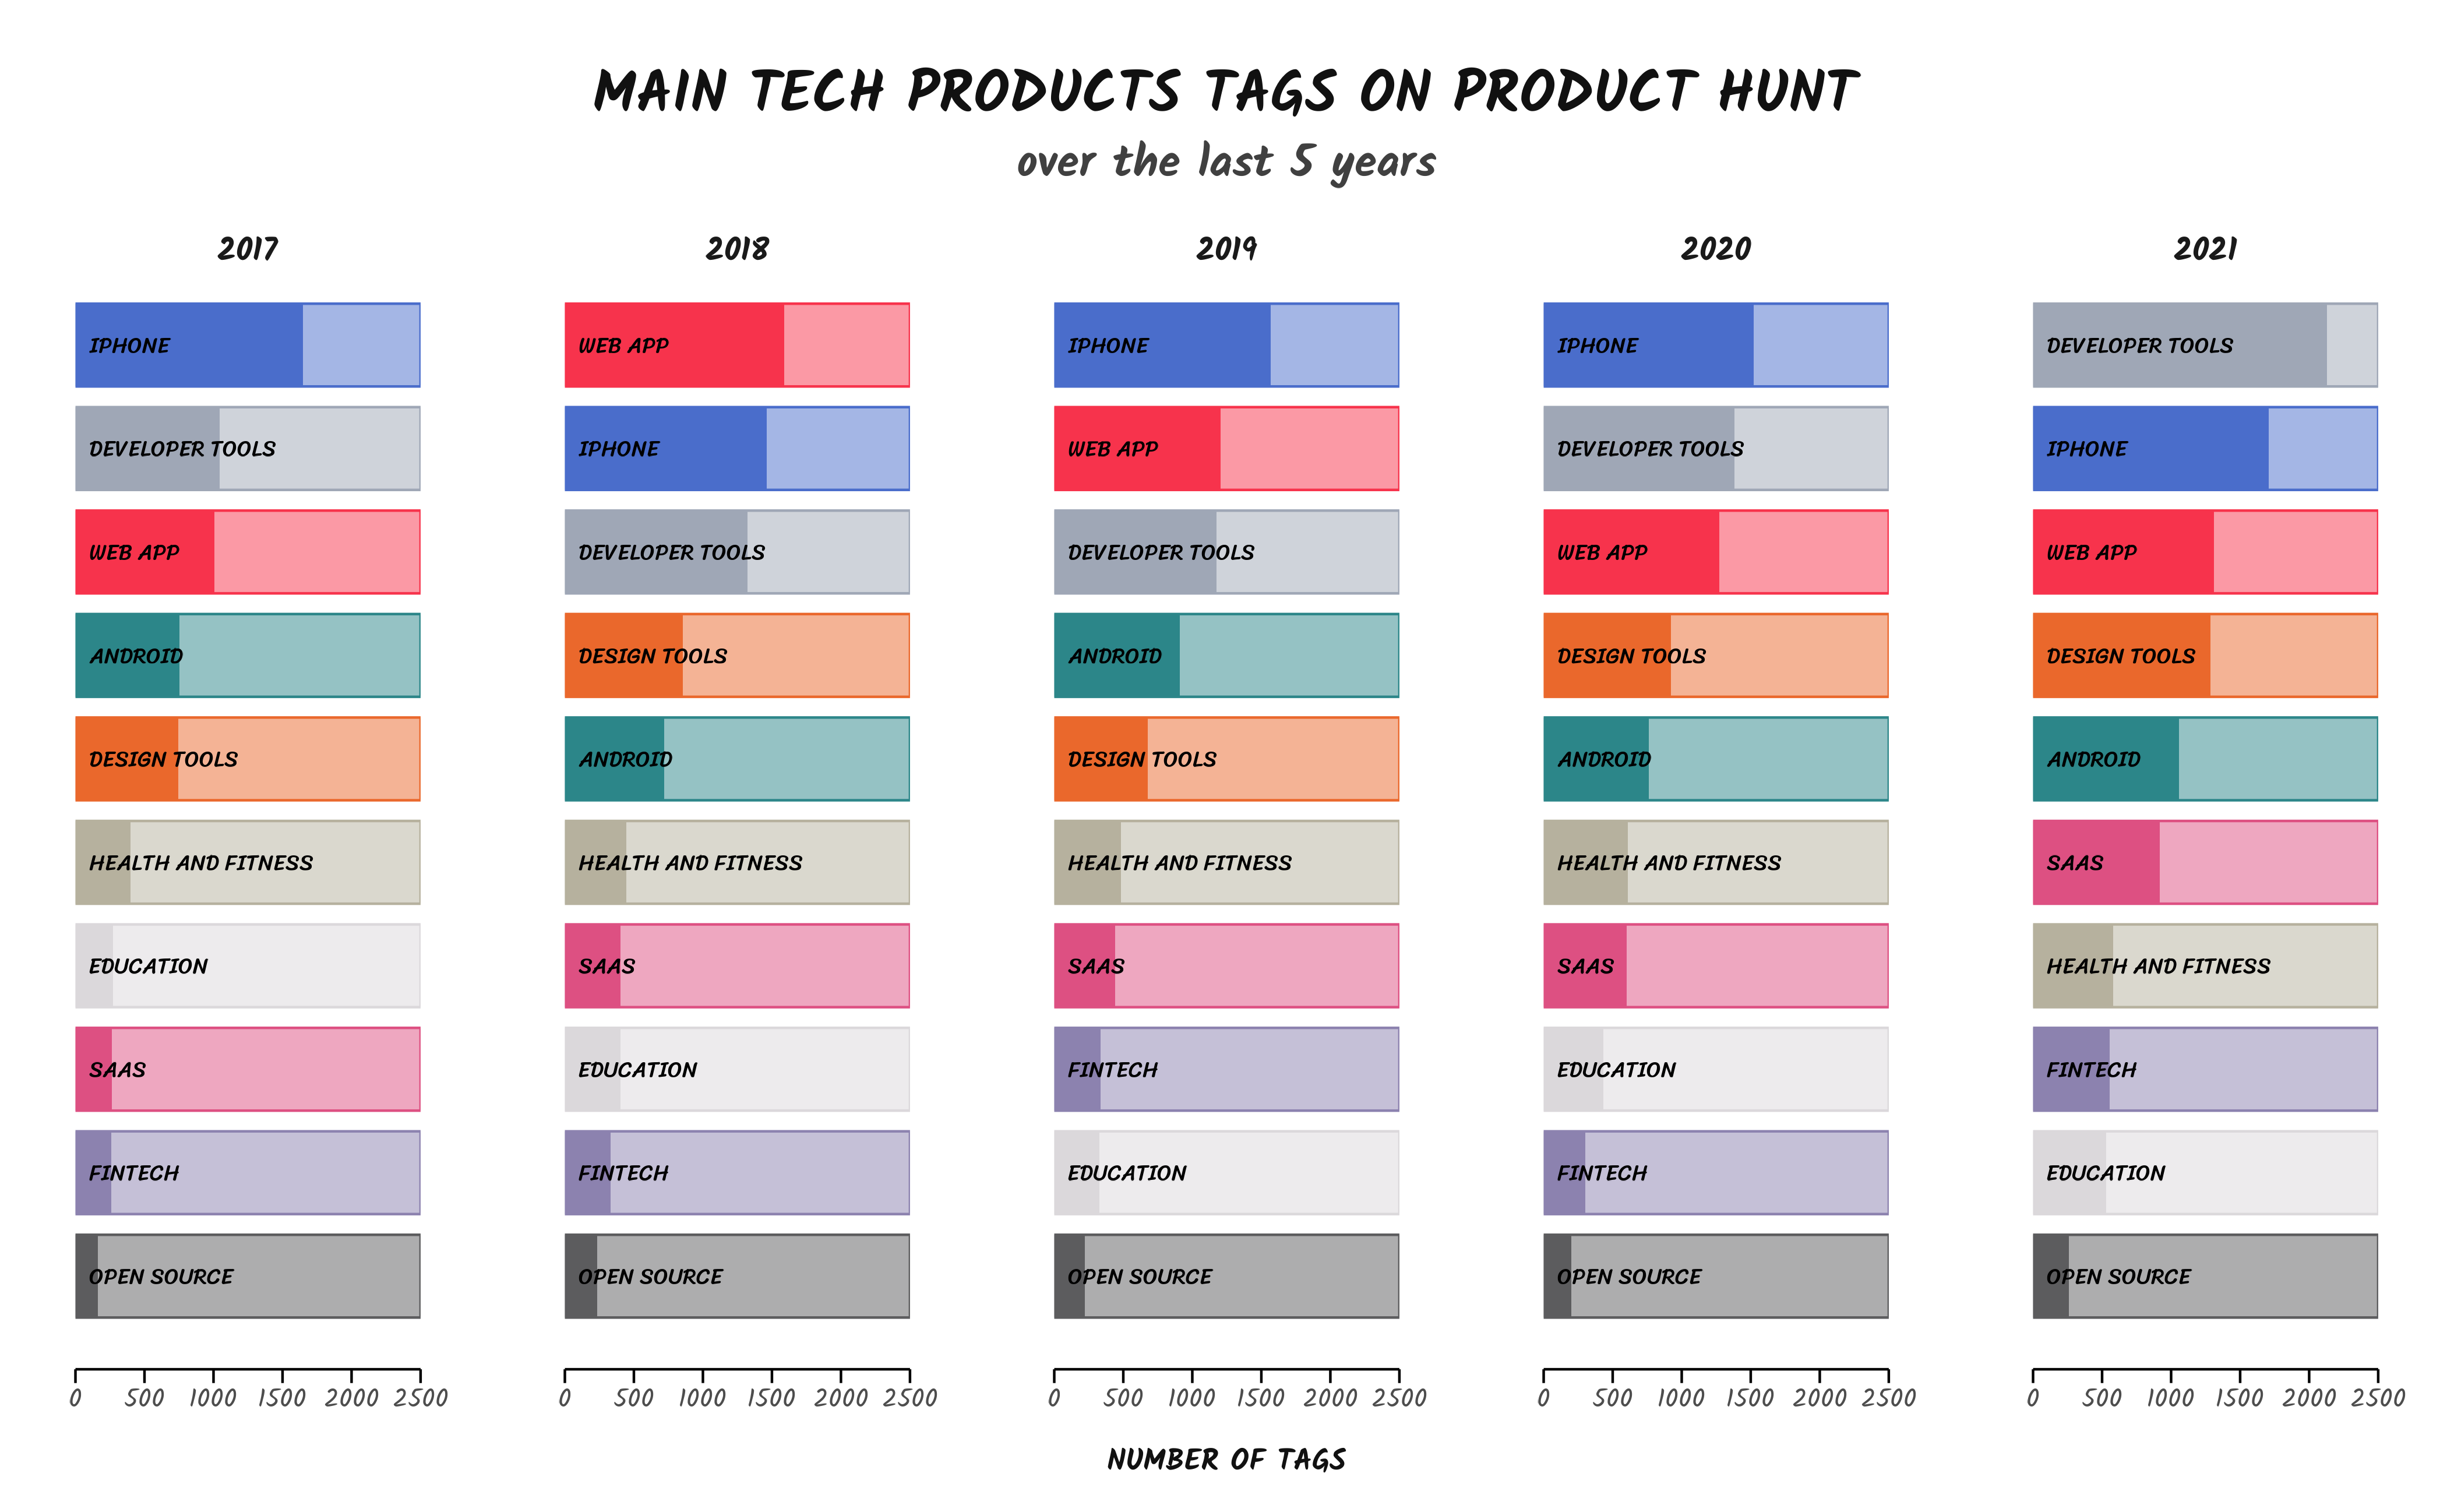 MAIN TECH PRODUCTS TAGS ON PRODUCT HUNT
over the last 5 years
2017
IPHONE
DEVELOPER TOOLS
WEB APP
ANDROID
DESIGN TOOLS
HEALTH AND FITNESS
EDUCATION
SAAS
FINTECH
OPEN SOURCE
0 500 1000 1500 2000 2500
2018
WEB APP
IPHONE
DEVELOPER TOOLS
DESIGN TOOLS
ANDROID
HEALTH AND FITNESS
SAAS
EDUCATION
FINTECH
OPEN SOURCE
0 500 1000 1500 2000 2500
2019
IPHONE
WEB APP
DEVELOPER TOOLS
ANDROID
DESIGN TOOLS
HEALTH AND FITNESS
SAAS
FINTECH
EDUCATION
OPEN SOURCE
0 500 1000 1500 2000 2500
2020
IPHONE
DEVELOPER TOOLS
WEB APP
DESIGN TOOLS
ANDROID
HEALTH AND FITNESS
SAAS
EDUCATION
FINTECH
OPEN SOURCE
0 500 1000 1500 2000 2500
2021
DEVELOPER TOOLS
IPHONE
WEB APP
DESIGN TOOLS
ANDROID
SAAS
HEALTH AND FITNESS
FINTECH
EDUCATION
OPEN SOURCE
0 500 1000 1500 2000 2500
NUMBER OF TAGS